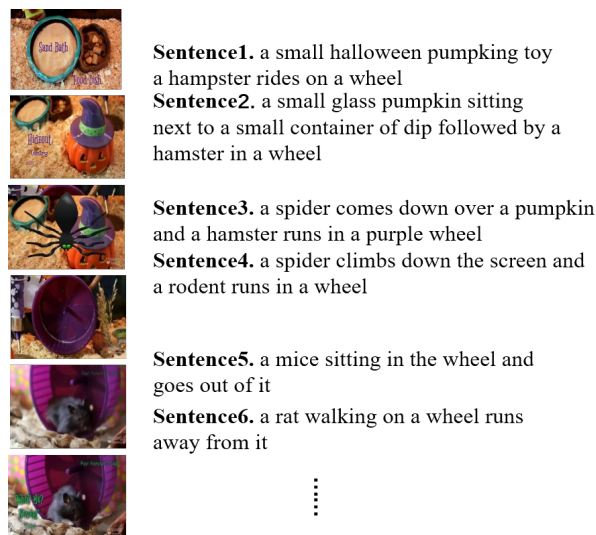 Sand Bath
Food Dish
Hideout
Sentence1. a small halloween pumpking toy
a hampster rides on a wheel
Sentence2. a small glass pumpkin sitting
next to a small container of dip followed by a
hamster in a wheel
Sentence3. a spider comes down over a pumpkin
and a hamster runs in a purple wheel
Sentence4. a spider climbs down the screen and
a rodent runs in a wheel
Sentence5. a mice sitting in the wheel and
goes out of it
Sentence6. a rat walking on a wheel runs
away from it